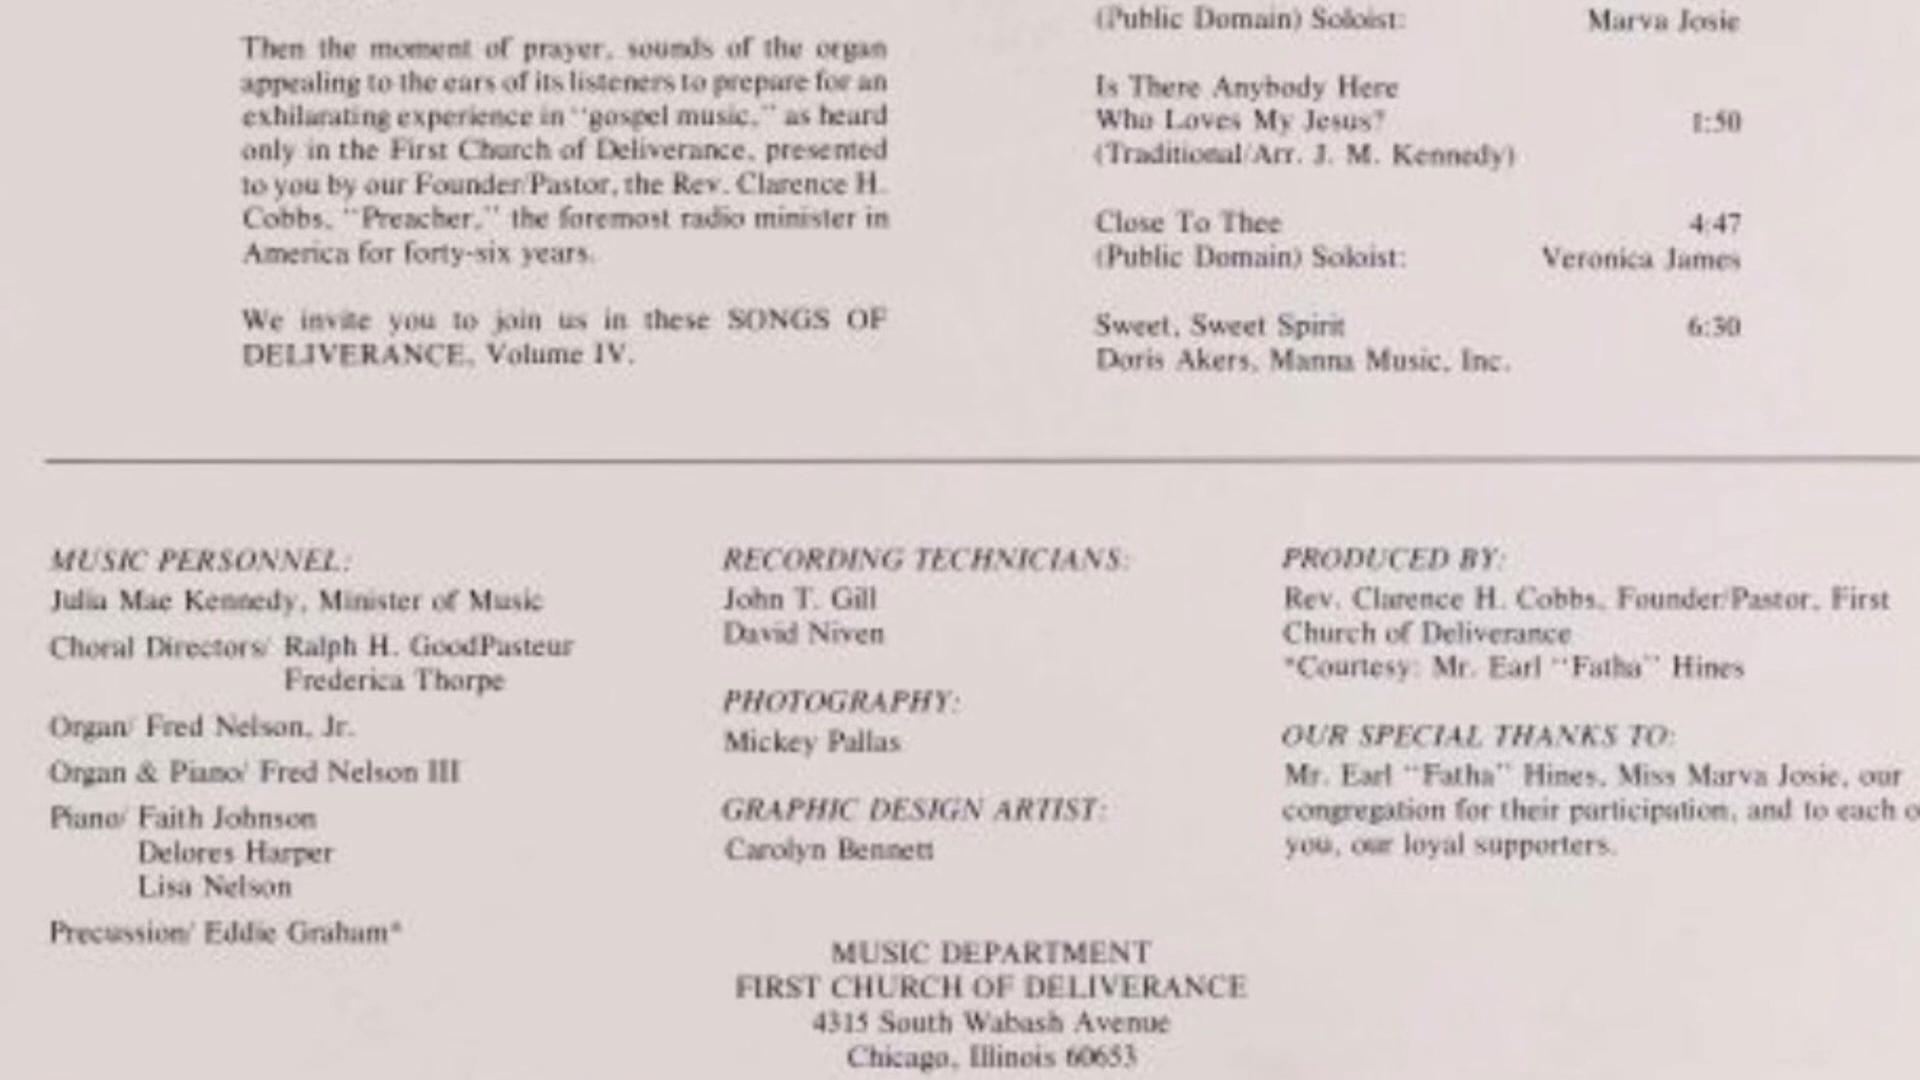 Then the moment of prayer, sounds of the organ
appealing to the ears of its listeners to prepare for an
exhilarating experience in "gospel music," as heard
only in the First Church of Deliverance, presented
to you by our Founder/Pastor, the Rev. Clarence H.
Cobbs, "Preacher," the foremost radio minister in
America for forty-six years.
We invite you to join us in these SONGS OF
DELIVERANCE, Volume IV.
(Public Domain) Soloist: Marva Josie
Is There Anybody Here
Who Loves My Jesus? 1:50
(Traditional/Arr. J. M. Kennedy)
Close To Thee 4:47
(Public Domain) Soloist: Veronica James
Sweet, Sweet Spirit 6:30
Doris Akers, Manna Music, Inc.
MUSIC PERSONNEL:
Julia Mae Kennedy, Minister of Music
Choral Directors/ Ralph H. GoodPasteur
Frederica Thorpe
Organ/ Fred Nelson, Jr.
Organ & Piano/ Fred Nelson III
Piano/ Faith Johnson
Delores Harper
Lisa Nelson
Precussion/ Eddie Graham*
RECORDING TECHNICIANS:
John T. Gill
David Niven
PHOTOGRAPHY:
Mickey Pallas
GRAPHIC DESIGN ARTIST:
Carolyn Bennett
PRODUCED BY:
Rev. Clarence H. Cobbs, Founder/Pastor, First
Church of Deliverance
*Courtesy: Mr. Earl "Fatha" Hines
OUR SPECIAL THANKS TO:
Mr. Earl "Fatha" Hines, Miss Marva Josie, our
congregation for their participation, and to each o
you, our loyal supporters.
MUSIC DEPARTMENT
FIRST CHURCH OF DELIVERANCE
4315 South Wabash Avenue
Chicago, Illinois 60653